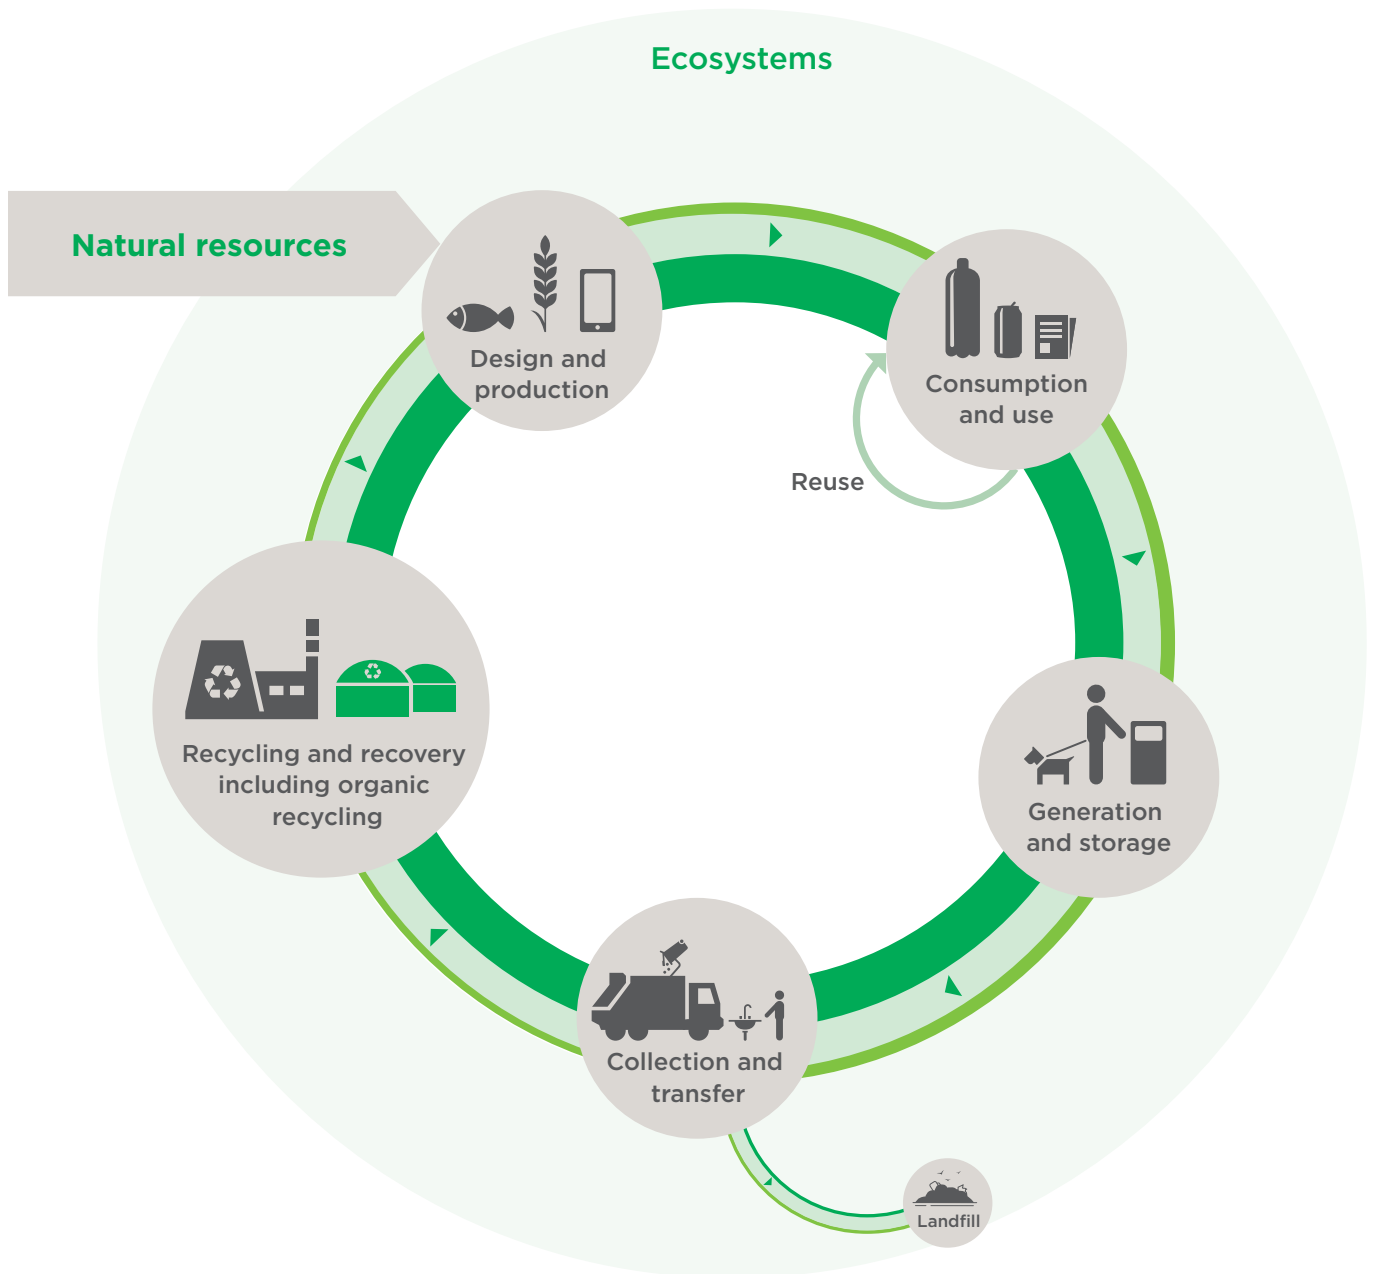 Ecosystems
Natural resources
Design and
production
Consumption
and use
Reuse
Generation
and storage
Collection and
transfer
Landfill
Recycling and recovery
including organic
recycling